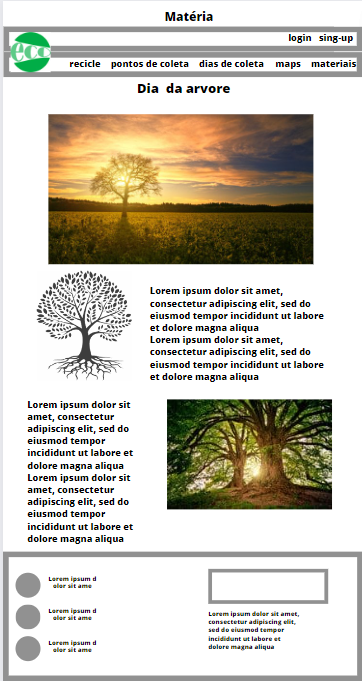 Matéria
login sing-up
ecc
recicle pontos de coleta dias de coleta maps materiais
Dia da arvore
Lorem ipsum dolor sit amet,
consectetur adipiscing elit, sed do
eiusmod tempor incididunt ut labore
et dolore magna aliqua
Lorem ipsum dolor sit amet,
consectetur adipiscing elit, sed do
eiusmod tempor incididunt ut labore
et dolore magna aliqua
Lorem ipsum dolor sit
amet, consectetur
adipiscing elit, sed do
eiusmod tempor
incididunt ut labore et
dolore magna aliqua
Lorem ipsum dolor sit
amet, consectetur
adipiscing elit, sed do
eiusmod tempor
incididunt ut labore et
dolore magna aliqua
Lorem ipsum d
olor sit ame
Lorem ipsum d
olor sit ame
Lorem ipsum d
olor sit ame
Lorem ipsum dolor sit amet,
consectetur adipiscing elit,
sed do eiusmod tempor
incididunt ut labore et
dolore magna aliqua